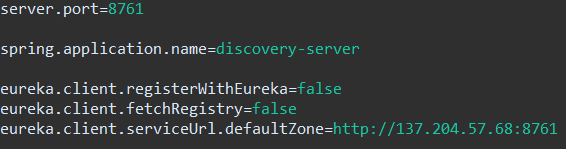 server.port=8761
spring.application.name=discovery-server
eureka.client.registerWithEureka=false
eureka.client.fetchRegistry=false
eureka.client.serviceUrl.defaultZone=http://137.204.57.68:8761